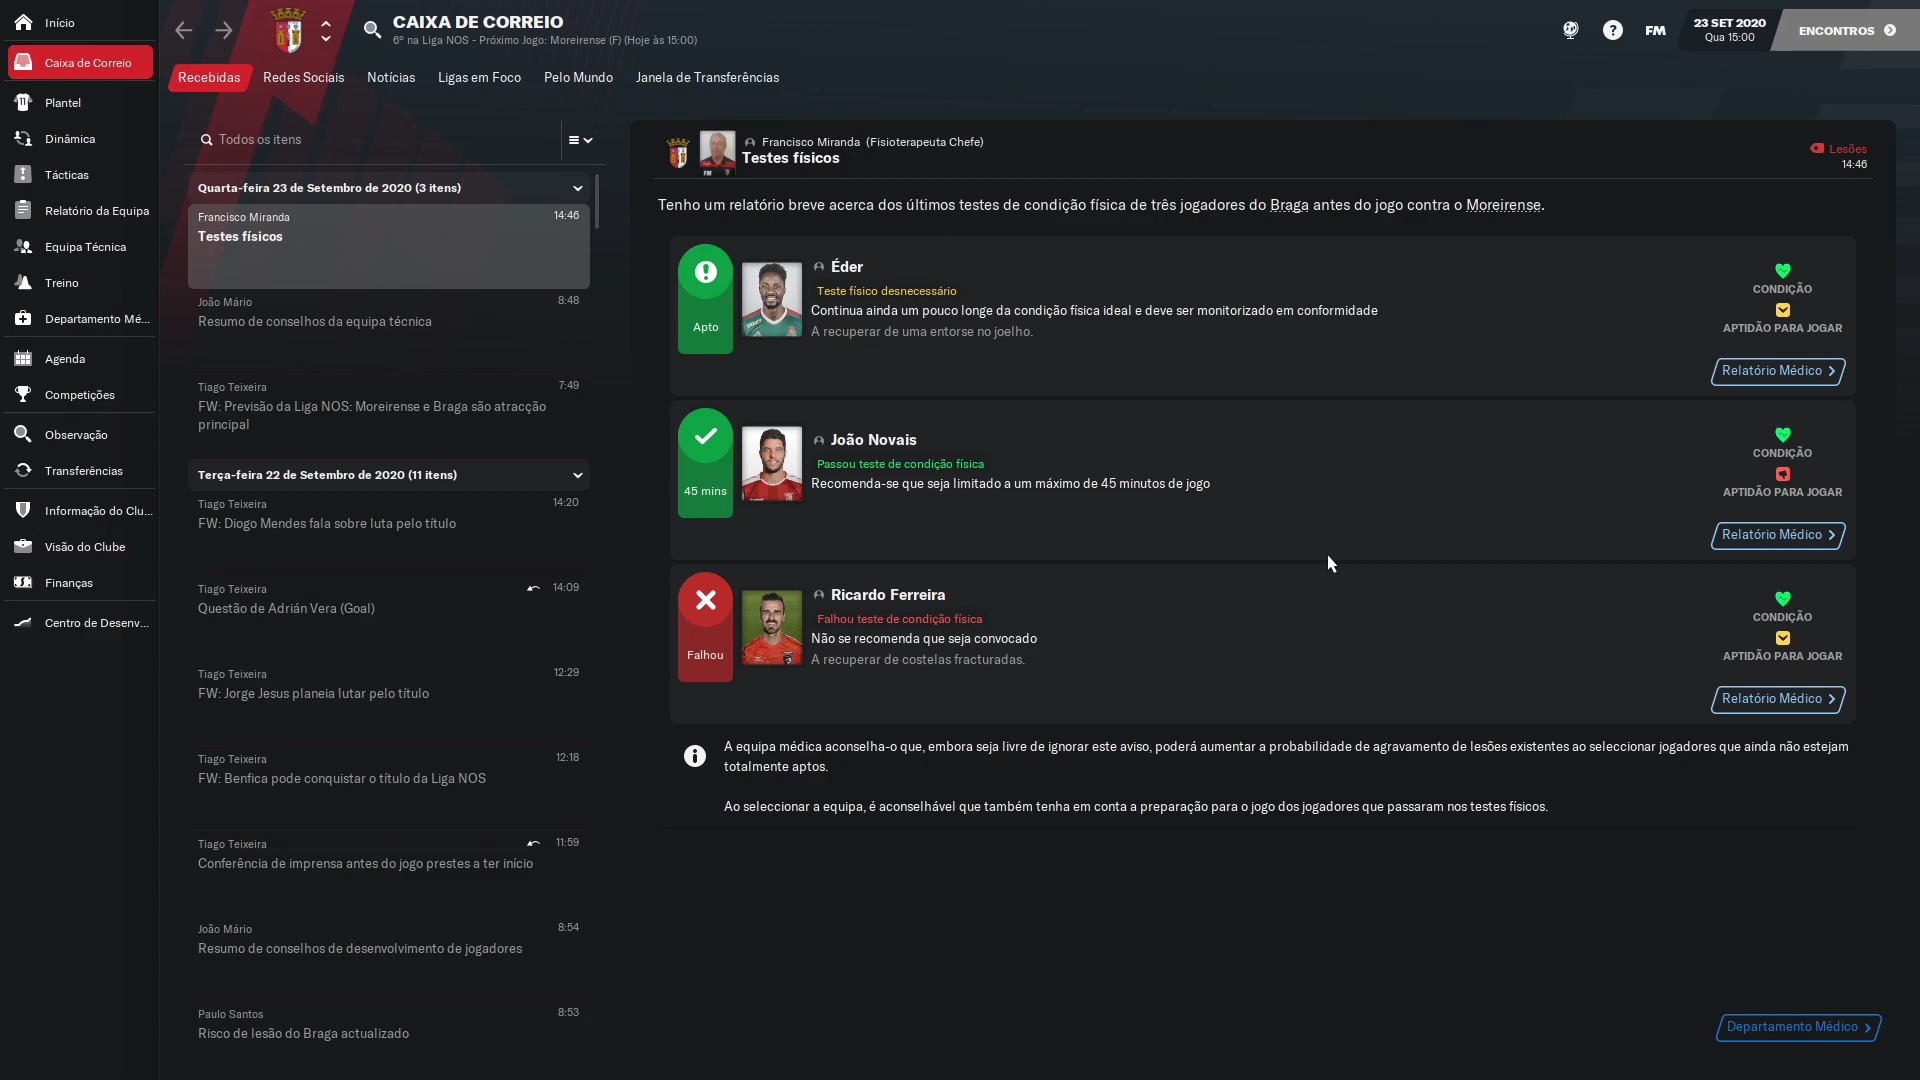 Início
Caixa de Correio
Plantel
Dinâmica
Tácticas
Relatório da Equipa
Equipa Técnica
Treino
Departamento Mé...
Agenda
Competições
Observação
Transferências
Informação do Clu...
Visão do Clube
Finanças
Centro de Desenv...
CAIXA DE CORREIO
6º na Liga NOS - Próximo Jogo: Moreirense (F) (Hoje às 15:00)
FM
23 SET 2020
Qua 15:00
ENCONTROS
Recebidas
Redes Sociais
Notícias
Ligas em Foco
Pelo Mundo
Janela de Transferências
Todos os itens
Quarta-feira 23 de Setembro de 2020 (3 itens)
Francisco Miranda
14:46
Testes físicos
João Mário
8:48
Resumo de conselhos da equipa técnica
Tiago Teixeira
7:49
FW: Previsão da Liga NOS: Moreirense e Braga são atracção
principal
Terça-feira 22 de Setembro de 2020 (11 itens)
Tiago Teixeira
14:20
FW: Diogo Mendes fala sobre luta pelo título
Tiago Teixeira
14:09
Questão de Adrián Vera (Goal)
Tiago Teixeira
12:29
FW: Jorge Jesus planeia lutar pelo título
Tiago Teixeira
12:18
FW: Benfica pode conquistar o título da Liga NOS
Tiago Teixeira
11:59
Conferência de imprensa antes do jogo prestes a ter início
João Mário
8:54
Resumo de conselhos de desenvolvimento de jogadores
Paulo Santos
8:53
Risco de lesão do Braga actualizado
Francisco Miranda (Fisioterapeuta Chefe)
Testes físicos
Lesões
14:46
Tenho um relatório breve acerca dos últimos testes de condição física de três jogadores do Braga antes do jogo contra o Moreirense.
Apto
Éder
Teste físico desnecessário
Continua ainda um pouco longe da condição física ideal e deve ser monitorizado em conformidade
A recuperar de uma entorse no joelho.
CONDIÇÃO
APTIDÃO PARA JOGAR
Relatório Médico
45 mins
João Novais
Passou teste de condição física
Recomenda-se que seja limitado a um máximo de 45 minutos de jogo
CONDIÇÃO
APTIDÃO PARA JOGAR
Relatório Médico
Falhou
Ricardo Ferreira
Falhou teste de condição física
Não se recomenda que seja convocado
A recuperar de costelas fracturadas.
CONDIÇÃO
APTIDÃO PARA JOGAR
Relatório Médico
A equipa médica aconselha-o que, embora seja livre de ignorar este aviso, poderá aumentar a probabilidade de agravamento de lesões existentes ao seleccionar jogadores que ainda não estejam
totalmente aptos.
Ao seleccionar a equipa, é aconselhável que também tenha em conta a preparação para o jogo dos jogadores que passaram nos testes físicos.
Departamento Médico